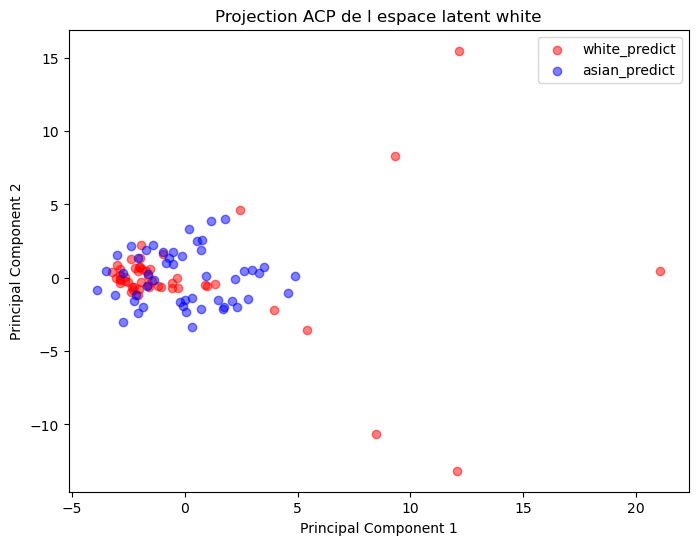 Projection ACP de l espace latent white
white_predict
asian_predict
15
10
5
0
−5
−10
Principal Component 2
−5
0
5
10
15
20
Principal Component 1